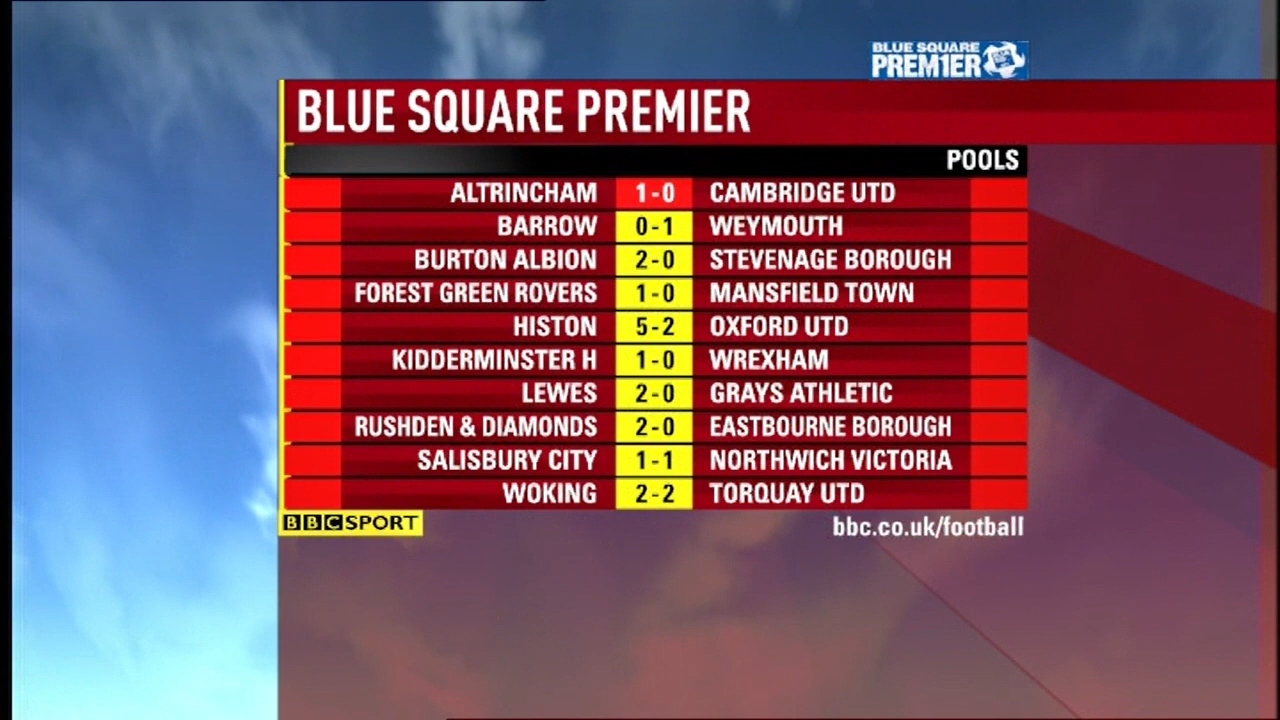 BLUE SQUARE
PREM1ER
BLUE SQUARE PREMIER
POOLS
ALTRINCHAM 1-0 CAMBRIDGE UTD
BARROW 0-1 WEYMOUTH
BURTON ALBION 2-0 STEVENAGE BOROUGH
FOREST GREEN ROVERS 1-0 MANSFIELD TOWN
HISTON 5-2 OXFORD UTD
KIDDERMINSTER H 1-0 WREXHAM
LEWES 2-0 GRAYS ATHLETIC
RUSHDEN & DIAMONDS 2-0 EASTBOURNE BOROUGH
SALISBURY CITY 1-1 NORTHWICH VICTORIA
WOKING 2-2 TORQUAY UTD
BBC SPORT bbc.co.uk/football